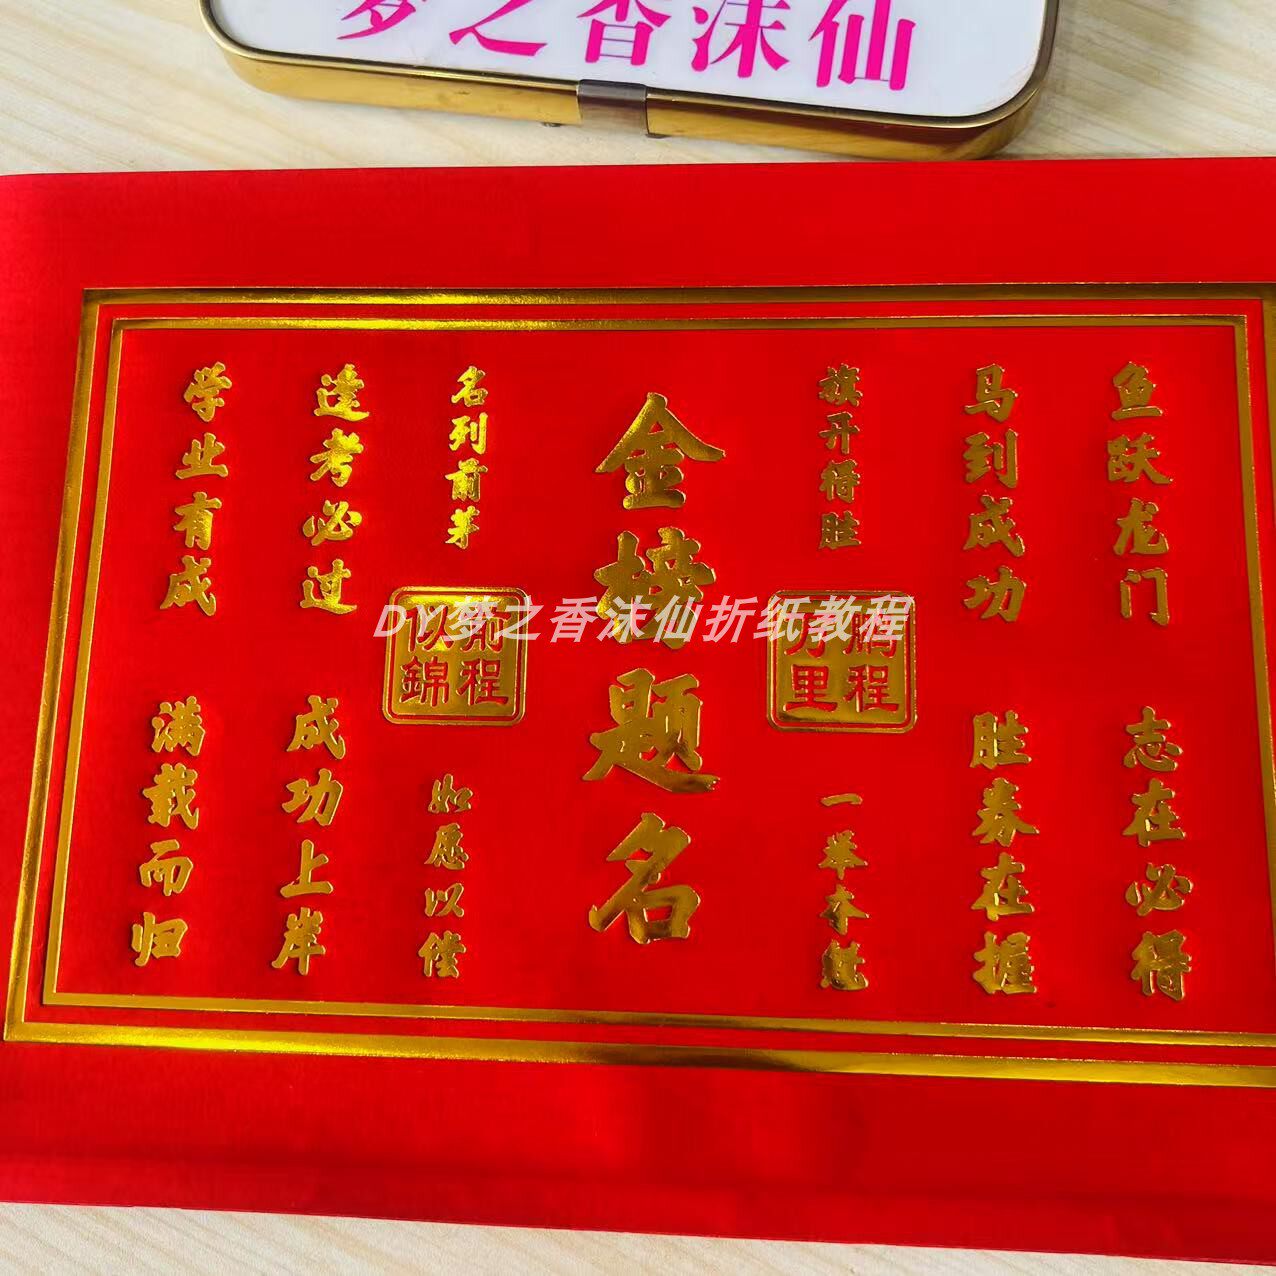 梦之香沫仙
鱼跃龙门
志在必得
马到成功
胜券在握
旗开得胜
鹏程万里
一举夺魁
金榜题名
名列前茅
前程似錦
如愿以偿
逢考必过
成功上岸
学业有成
满载而归
DY梦之香沫仙折纸教程